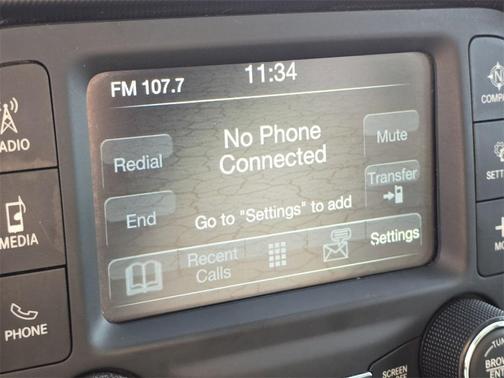 FM 107.7
11:34
No Phone
Connected
Redial
Mute
End
Transfer
Go to "Settings" to add
Recent
Calls
Settings
MEDIA
PHONE
SCREEN